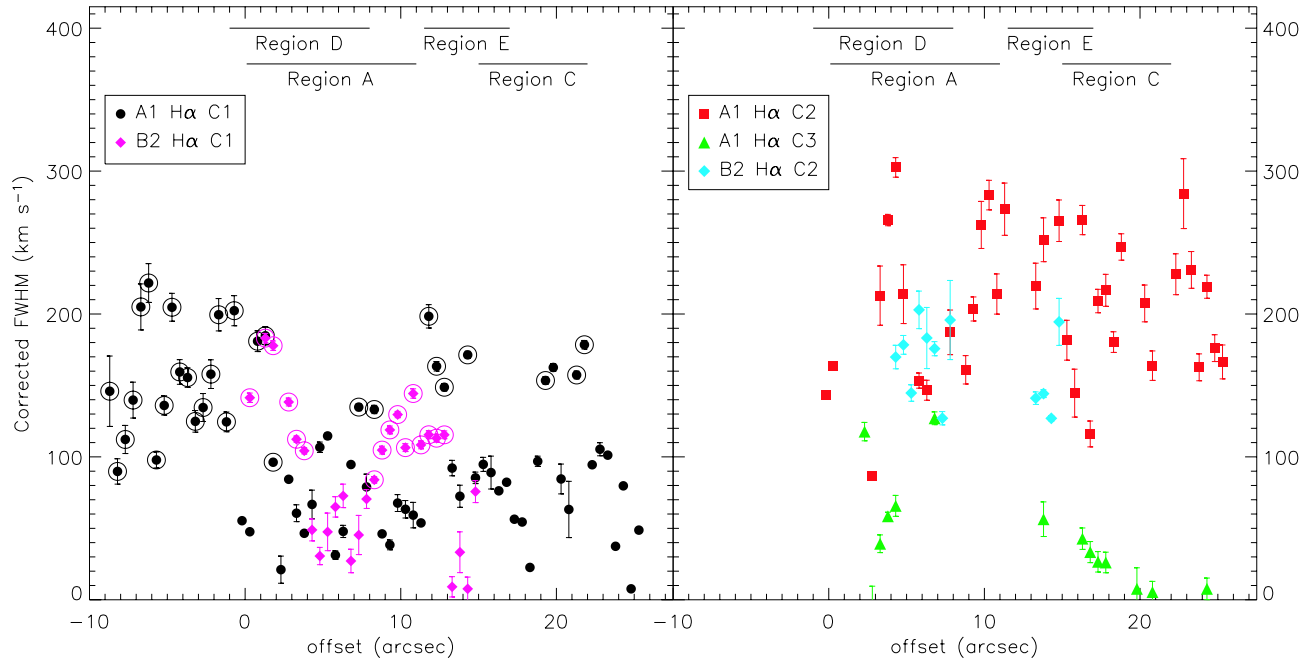 400
300
200
100
0
Corrected FWHM (km s⁻¹)
Region D
Region E
Region A
Region C
A1 Hα C1
B2 Hα C1
-10
0
10
20
offset (arcsec)
Region D
Region E
Region A
Region C
A1 Hα C2
A1 Hα C3
B2 Hα C2
400
300
200
100
0
-10
0
10
20
offset (arcsec)